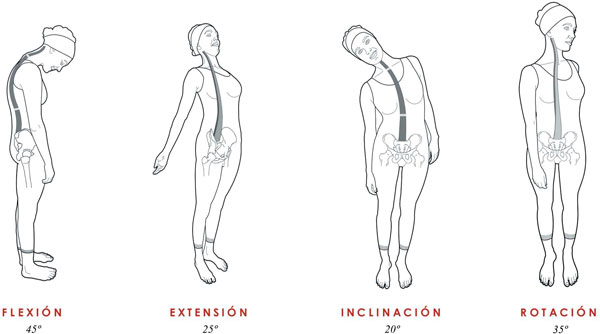 FLEXIÓN
45º
EXTENSIÓN
25º
INCLINACIÓN
20º
ROTACIÓN
35º